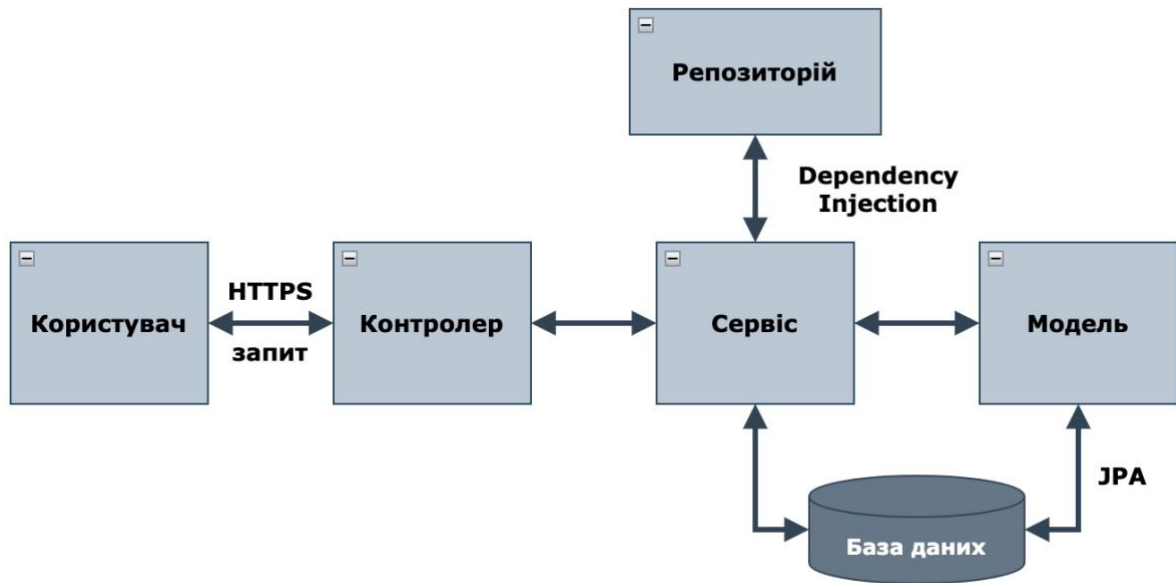 Репозиторій
Dependency
Injection
Користувач
HTTPS
запит
Контролер
Сервіс
Модель
JPA
База даних